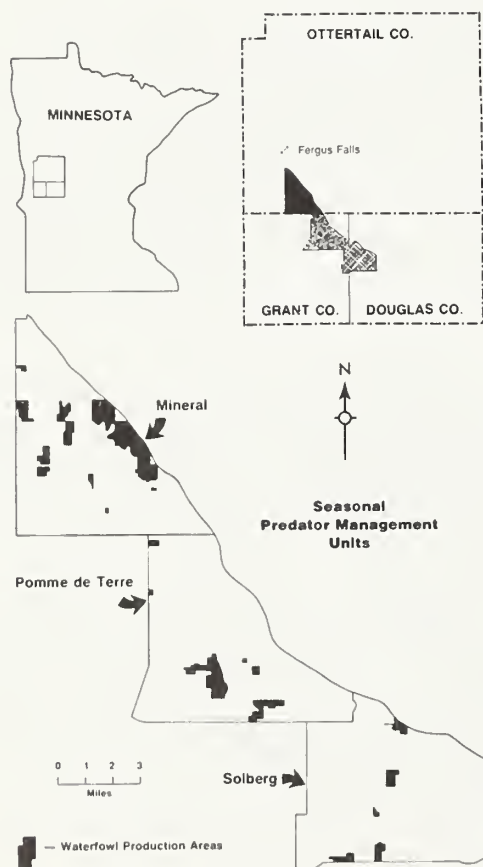 OTTERTAIL CO.
MINNESOTA
Fergus Falls
GRANT CO.
DOUGLAS CO.
N
Mineral
Seasonal
Predator Management
Units
Pomme de Terre
0 1 2 3
Miles
Solberg
— Waterfowl Production Areas